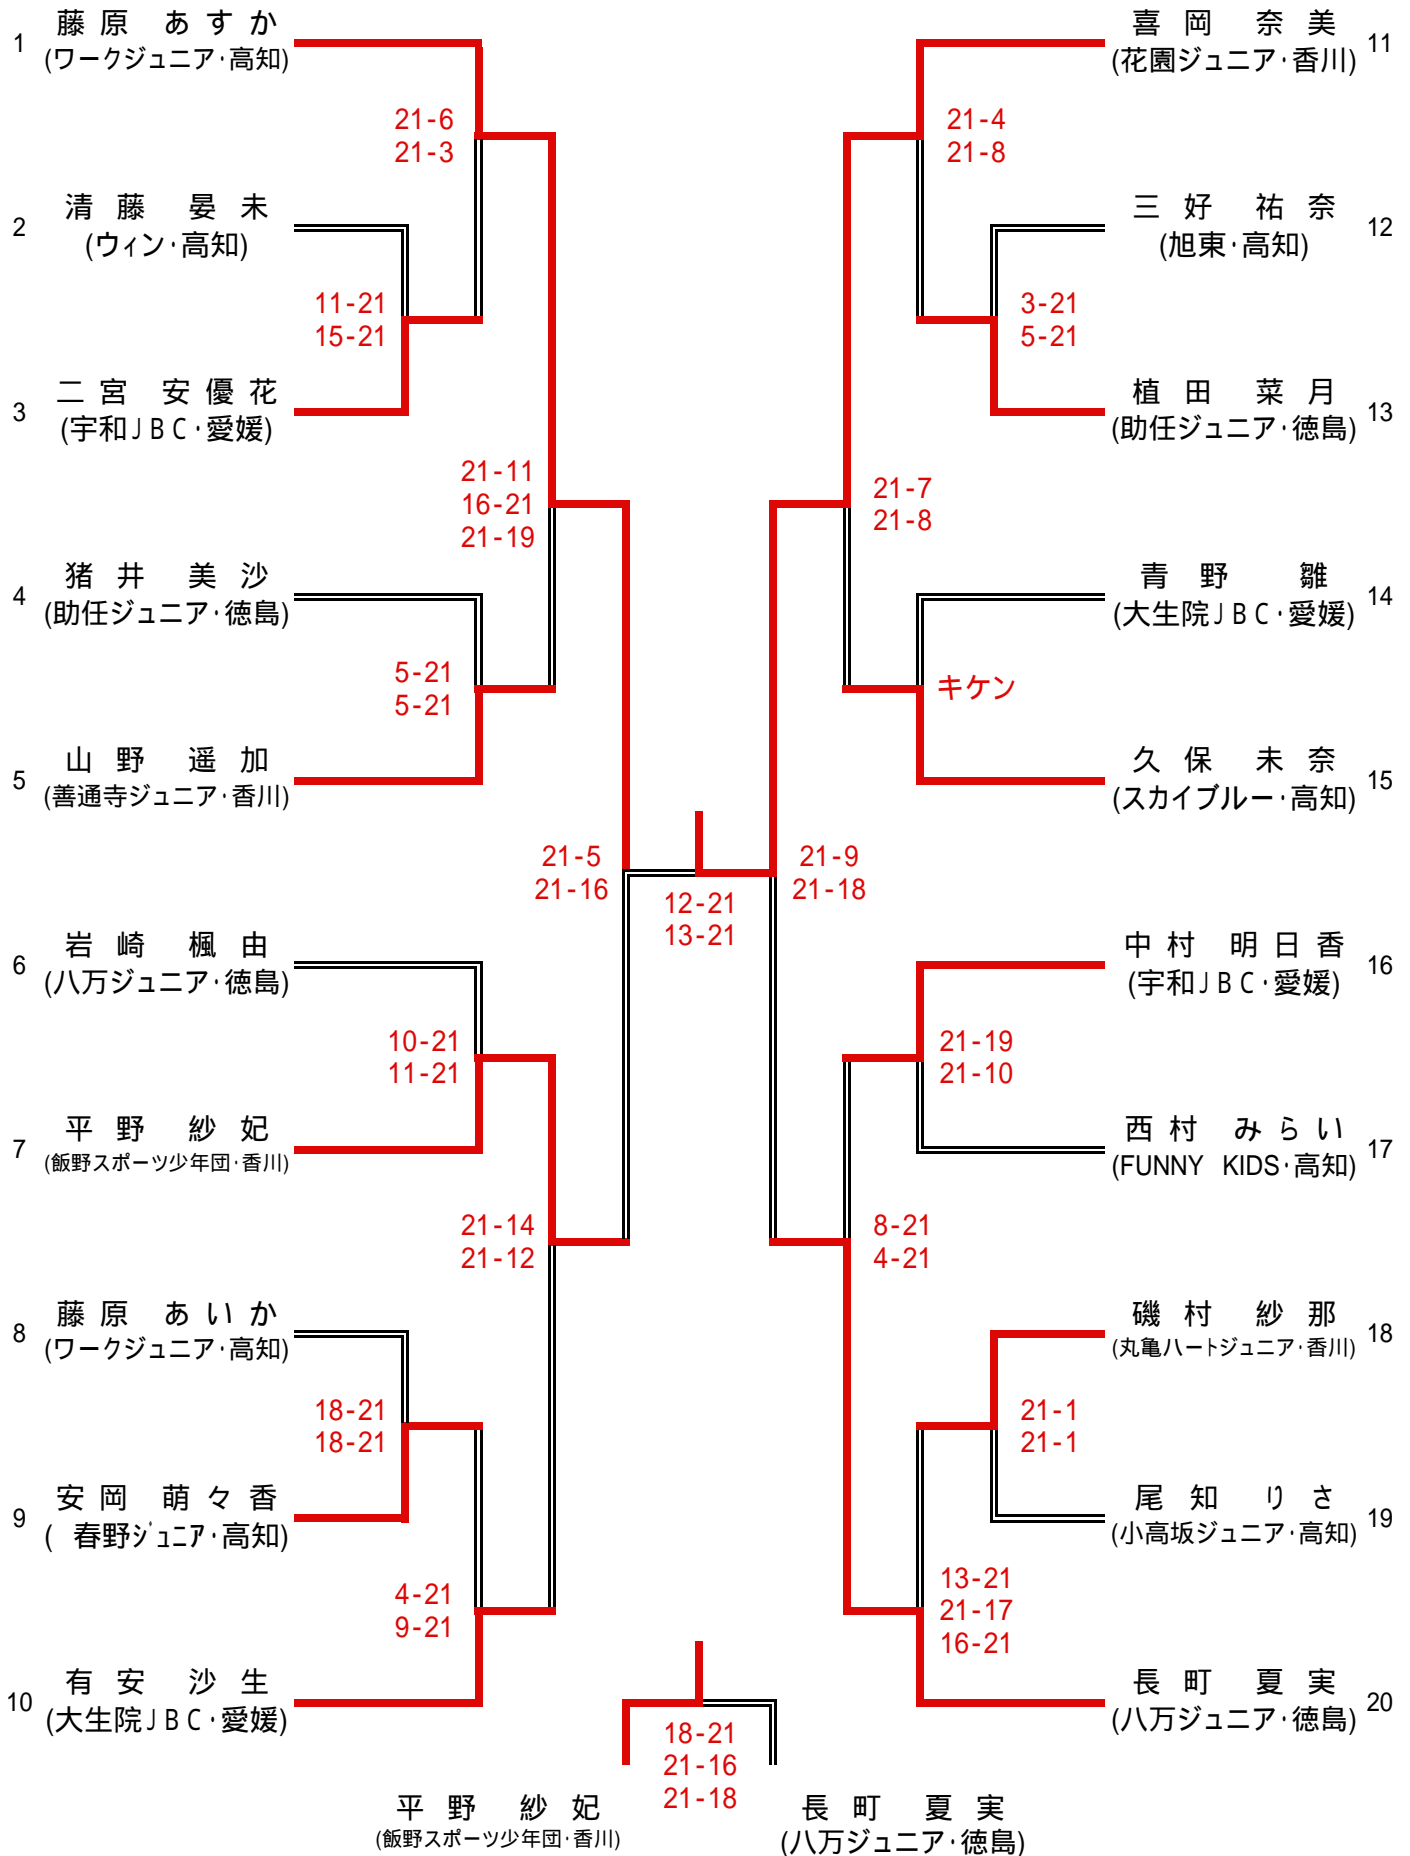 1
藤原 あすか
(ワークジュニア・高知)
21-6
21-3
2
清藤 晏未
(ウィン・高知)
11-21
15-21
3
二宮 安優花
(宇和JBC・愛媛)
21-11
16-21
21-19
4
猪井 美沙
(助任ジュニア・徳島)
5-21
5-21
5
山野 遥加
(善通寺ジュニア・香川)
21-5
21-16
6
岩崎 楓由
(八万ジュニア・徳島)
10-21
11-21
7
平野 紗妃
(飯野スポーツ少年団・香川)
21-14
21-12
8
藤原 あいか
(ワークジュニア・高知)
18-21
18-21
9
安岡 萌々香
( 春野ジュニア・高知)
4-21
9-21
10
有安 沙生
(大生院JBC・愛媛)
12-21
13-21
喜岡 奈美
(花園ジュニア・香川)
11
21-4
21-8
三好 祐奈
(旭東・高知)
12
3-21
5-21
植田 菜月
(助任ジュニア・徳島)
13
21-7
21-8
青野 雛
(大生院JBC・愛媛)
14
キケン
久保 未奈
(スカイブルー・高知)
15
21-9
21-18
中村 明日香
(宇和JBC・愛媛)
16
21-19
21-10
西村 みらい
(FUNNY KIDS・高知)
17
8-21
4-21
磯村 紗那
(丸亀ハートジュニア・香川)
18
21-1
21-1
尾知 りさ
(小高坂ジュニア・高知)
19
13-21
21-17
16-21
長町 夏実
(八万ジュニア・徳島)
20
18-21
21-16
21-18
平野 紗妃
(飯野スポーツ少年団・香川)
長町 夏実
(八万ジュニア・徳島)